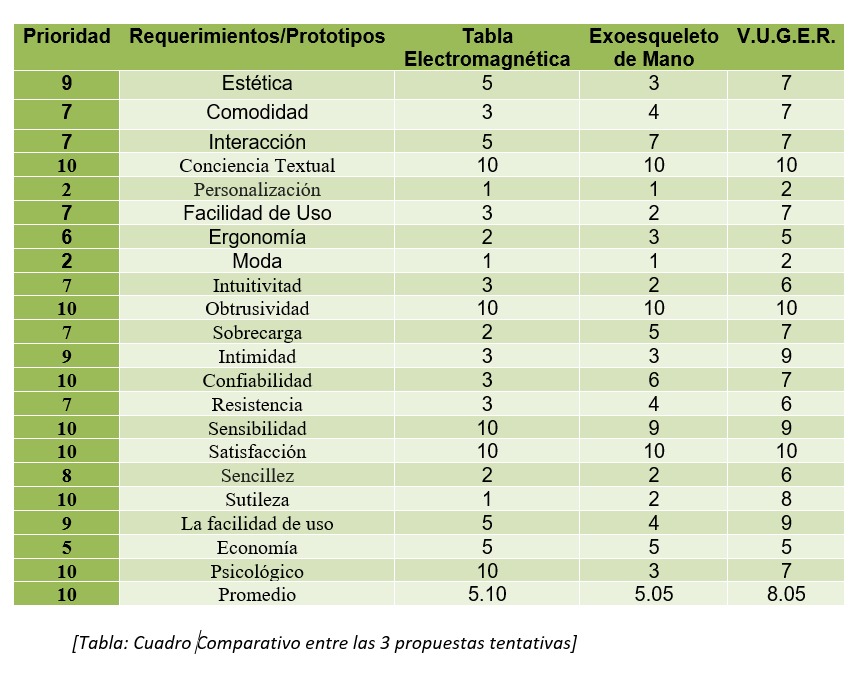 Prioridad Requerimientos/Prototipos Tabla Electromagnética Exoesqueleto de Mano V.U.G.E.R.
9 Estética 5 3 7
7 Comodidad 3 4 7
7 Interacción 5 7 7
10 Conciencia Textual 10 10 10
2 Personalización 1 1 2
7 Facilidad de Uso 3 2 7
6 Ergonomía 2 3 5
2 Moda 1 1 2
7 Intuitivitad 3 2 6
10 Obtrusividad 10 10 10
7 Sobrecarga 2 5 7
9 Intimidad 3 3 9
10 Confiabilidad 3 6 7
7 Resistencia 3 4 6
10 Sensibilidad 10 9 9
10 Satisfacción 10 10 10
8 Sencillez 2 2 6
10 Sutileza 1 2 8
9 La facilidad de uso 5 4 9
5 Economía 5 5 5
10 Psicológico 10 3 7
10 Promedio 5.10 5.05 8.05
[Tabla: Cuadro Comparativo entre las 3 propuestas tentativas]